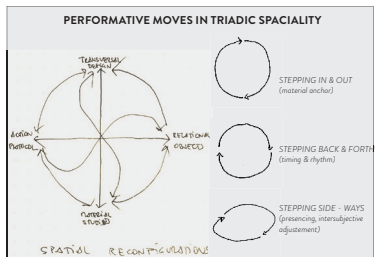 PERFORMATIVE MOVES IN TRIADIC SPACIALITY
TRANSVERSAL
DESIGN
ACTION
PROTOCOL
RELATIONAL
OBJECT
MATERIAL
STUDIES
SPATIAL RECONFIGURATIONS
STEPPING IN & OUT
(material anchor)
STEPPING BACK & FORTH
(timing & rhythm)
STEPPING SIDE - WAYS
(presencing, intersubjective
adjustement)